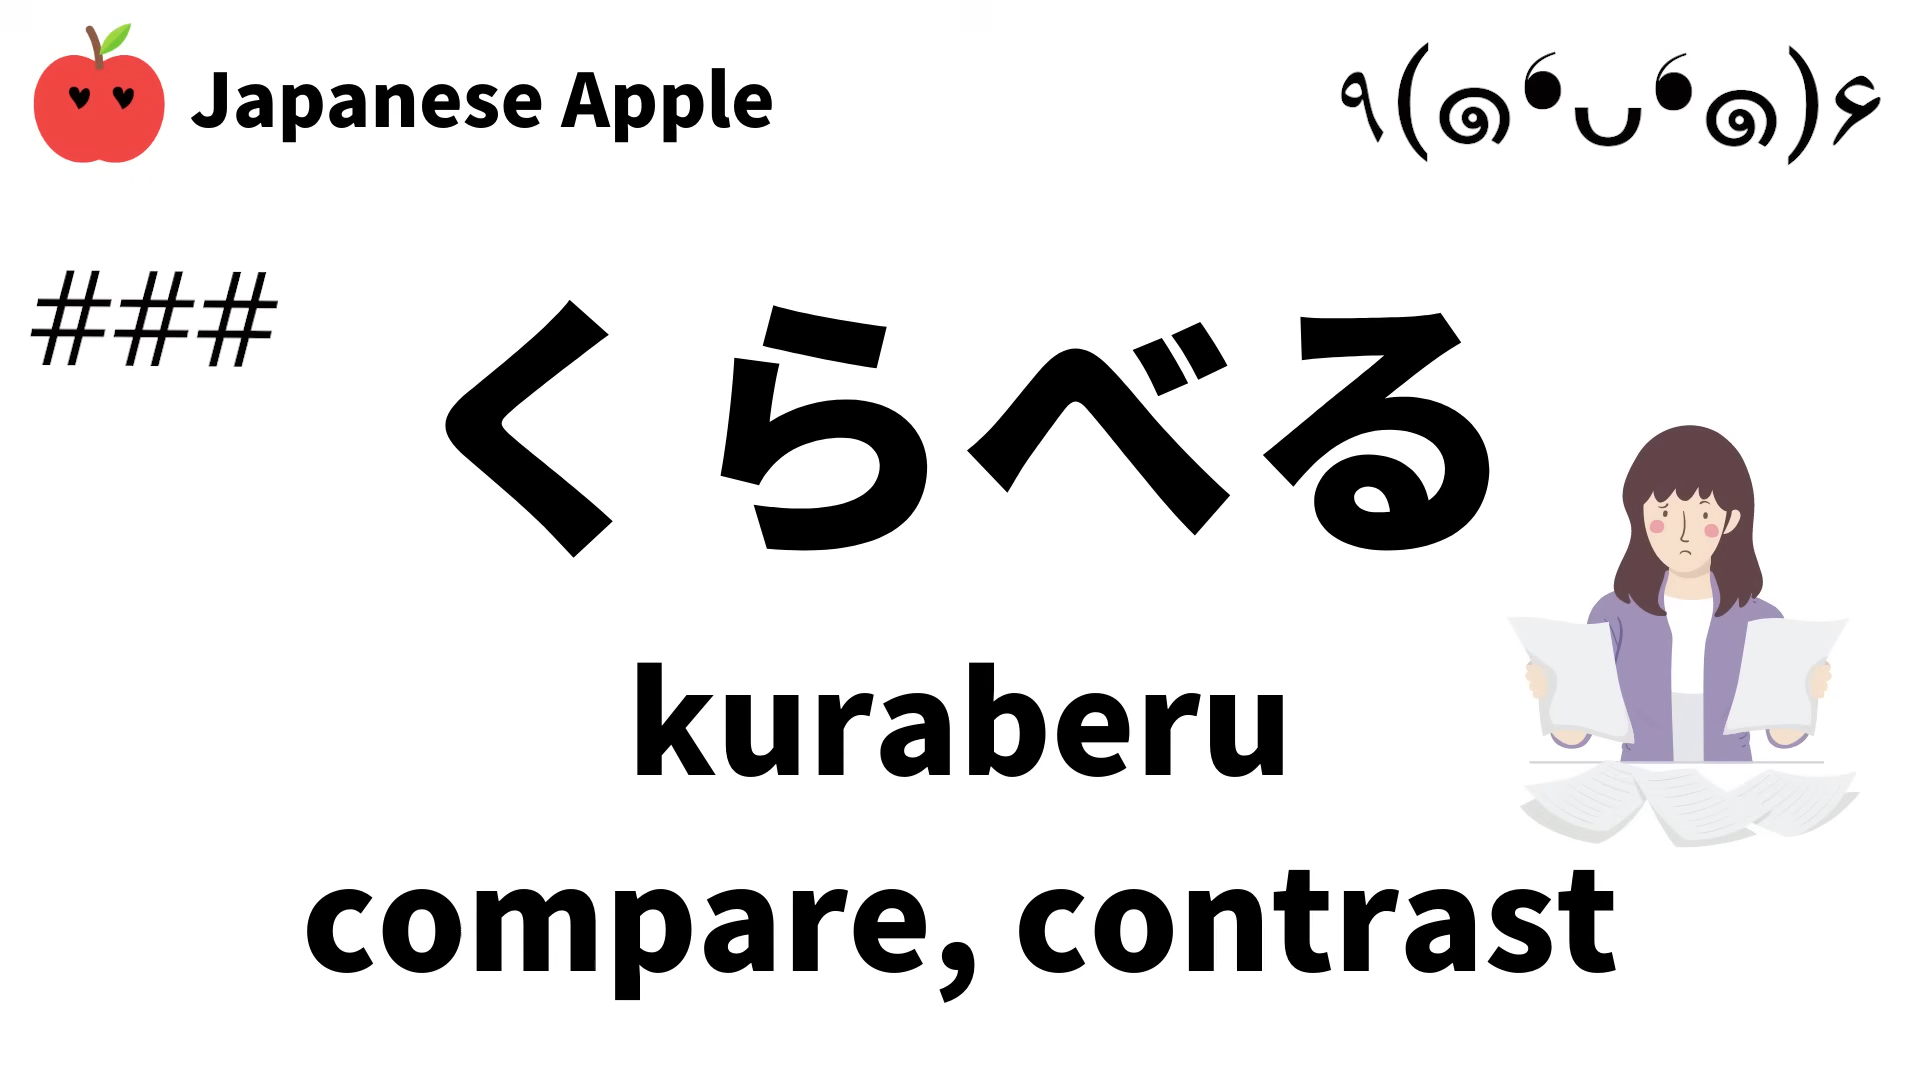 Japanese Apple
٩(๑❛ᴗ❛๑)۶
###
くらべる
kuraberu
compare, contrast